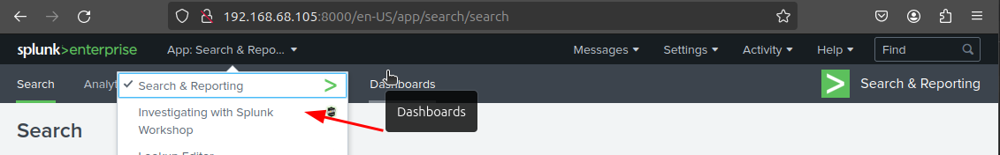 192.168.68.105:8000/en-US/app/search/search
splunk>enterprise App: Search & Repo... Messages Settings Activity Help Find
Search Analyt Dashboards Search & Reporting
Search & Reporting
Investigating with Splunk
Workshop
Dashboards
Search
Lookup Editor